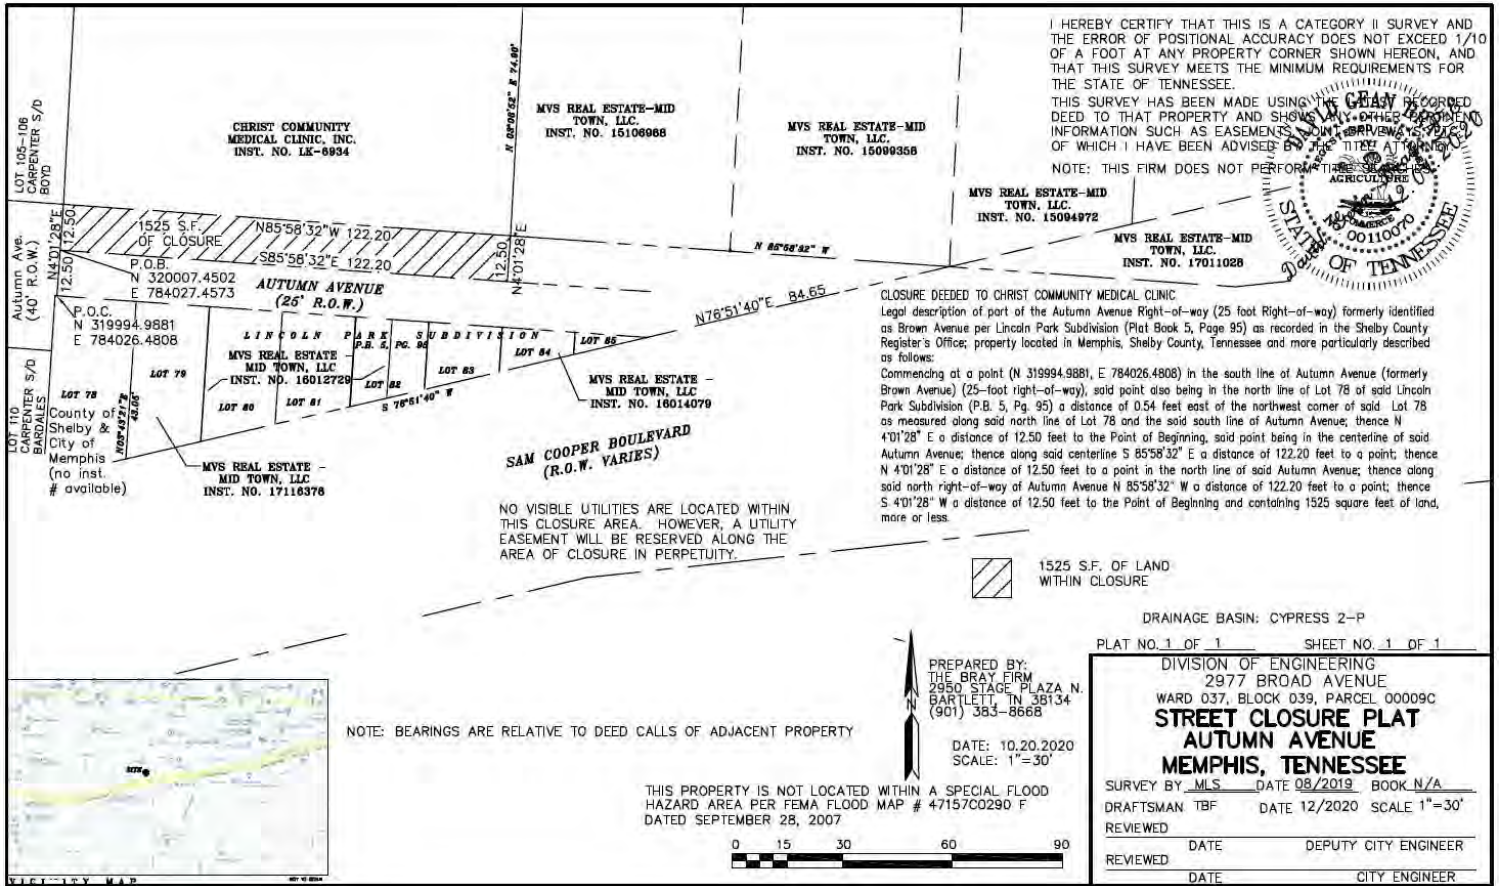 I HEREBY CERTIFY THAT THIS IS A CATEGORY II SURVEY AND
THE ERROR OF POSITIONAL ACCURACY DOES NOT EXCEED 1/10
OF A FOOT AT ANY PROPERTY CORNER SHOWN HEREON, AND
THAT THIS SURVEY MEETS THE MINIMUM REQUIREMENTS FOR
THE STATE OF TENNESSEE.
THIS SURVEY HAS BEEN MADE USING THE LATEST RECORDED
DEED TO THAT PROPERTY AND SHOWS ANY OTHER PERTINENT
INFORMATION SUCH AS EASEMENTS, JOINT DRIVEWAYS, ETC.
OF WHICH I HAVE BEEN ADVISED BY THE TITLE ATTORNEY.
NOTE: THIS FIRM DOES NOT PERFORM TITLE SEARCHES.
DAVID GEAN
AGRICULTURE
COMMERCE
NO. 00110070
STATE OF TENNESSEE
LOT 105-106
CARPENTER S/D
BOYD
CHRIST COMMUNITY
MEDICAL CLINIC, INC.
INST. NO. LK-6934
N 03°08'52" E 74.90'
MVS REAL ESTATE-MID
TOWN, LLC.
INST. NO. 15106988
MVS REAL ESTATE-MID
TOWN, LLC.
INST. NO. 15099358
MVS REAL ESTATE-MID
TOWN, LLC.
INST. NO. 15094972
MVS REAL ESTATE-MID
TOWN, LLC.
INST. NO. 17011028
Autumn Ave.
(40' R.O.W.)
N4°01'28"E
12.50
12.50
1525 S.F.
OF CLOSURE
N85°58'32"W 122.20
S85°58'32"E 122.20
12.50
N4°01'28"E
N 85°58'32" W
P.O.B.
N 320007.4502
E 784027.4573
AUTUMN AVENUE
(25' R.O.W.)
P.O.C.
N 319994.9881
E 784026.4808
N76°51'40"E 84.65
LINCOLN PARK SUBDIVISION
P.B. 5, PG. 95
LOT 110
CARPENTER S/D
BARDALES
LOT 78
County of
Shelby &
City of
Memphis
(no inst.
# available)
N03°43'21"E
43.05'
LOT 79
MVS REAL ESTATE
MID TOWN, LLC
INST. NO. 16012729
LOT 80
LOT 81
LOT 82
LOT 83
LOT 84
LOT 85
S 76°51'40" W
MVS REAL ESTATE -
MID TOWN, LLC
INST. NO. 16014079
MVS REAL ESTATE -
MID TOWN, LLC
INST. NO. 17116376
SAM COOPER BOULEVARD
(R.O.W. VARIES)
CLOSURE DEEDED TO CHRIST COMMUNITY MEDICAL CLINIC
Legal description of part of the Autumn Avenue Right-of-way (25 foot Right-of-way) formerly identified
as Brown Avenue per Lincoln Park Subdivision (Plat Book 5, Page 95) as recorded in the Shelby County
Register's Office; property located in Memphis, Shelby County, Tennessee and more particularly described
as follows:
Commencing at a point (N 319994.9881, E 784026.4808) in the south line of Autumn Avenue (formerly
Brown Avenue) (25-foot right-of-way), said point also being in the north line of Lot 78 of said Lincoln
Park Subdivision (P.B. 5, Pg. 95) a distance of 0.54 feet east of the northwest corner of said Lot 78
as measured along said north line of Lot 78 and the said south line of Autumn Avenue; thence N
4°01'28" E a distance of 12.50 feet to the Point of Beginning, said point being in the centerline of said
Autumn Avenue; thence along said centerline S 85°58'32" E a distance of 122.20 feet to a point; thence
N 4°01'28" E a distance of 12.50 feet to a point in the north line of said Autumn Avenue; thence along
said north right-of-way of Autumn Avenue N 85°58'32" W a distance of 122.20 feet to a point; thence
S 4°01'28" W a distance of 12.50 feet to the Point of Beginning and containing 1525 square feet of land,
more or less.
NO VISIBLE UTILITIES ARE LOCATED WITHIN
THIS CLOSURE AREA. HOWEVER, A UTILITY
EASEMENT WILL BE RESERVED ALONG THE
AREA OF CLOSURE IN PERPETUITY.
1525 S.F. OF LAND
WITHIN CLOSURE
DRAINAGE BASIN: CYPRESS 2-P
PLAT NO. 1 OF 1 SHEET NO. 1 OF 1
DIVISION OF ENGINEERING
2977 BROAD AVENUE
WARD 037, BLOCK 039, PARCEL 00009C
STREET CLOSURE PLAT
AUTUMN AVENUE
MEMPHIS, TENNESSEE
SURVEY BY MLS DATE 08/2019 BOOK N/A
DRAFTSMAN TBF DATE 12/2020 SCALE 1"=30'
REVIEWED
DATE DEPUTY CITY ENGINEER
REVIEWED
DATE CITY ENGINEER
N
PREPARED BY:
THE BRAY FIRM
2950 STAGE PLAZA N.
BARTLETT, TN 38134
(901) 383-8668
DATE: 10.20.2020
SCALE: 1"=30'
NOTE: BEARINGS ARE RELATIVE TO DEED CALLS OF ADJACENT PROPERTY
THIS PROPERTY IS NOT LOCATED WITHIN A SPECIAL FLOOD
HAZARD AREA PER FEMA FLOOD MAP # 47157C0290 F
DATED SEPTEMBER 28, 2007
0 15 30 60 90
SITE
VICINITY MAP
NOT TO SCALE